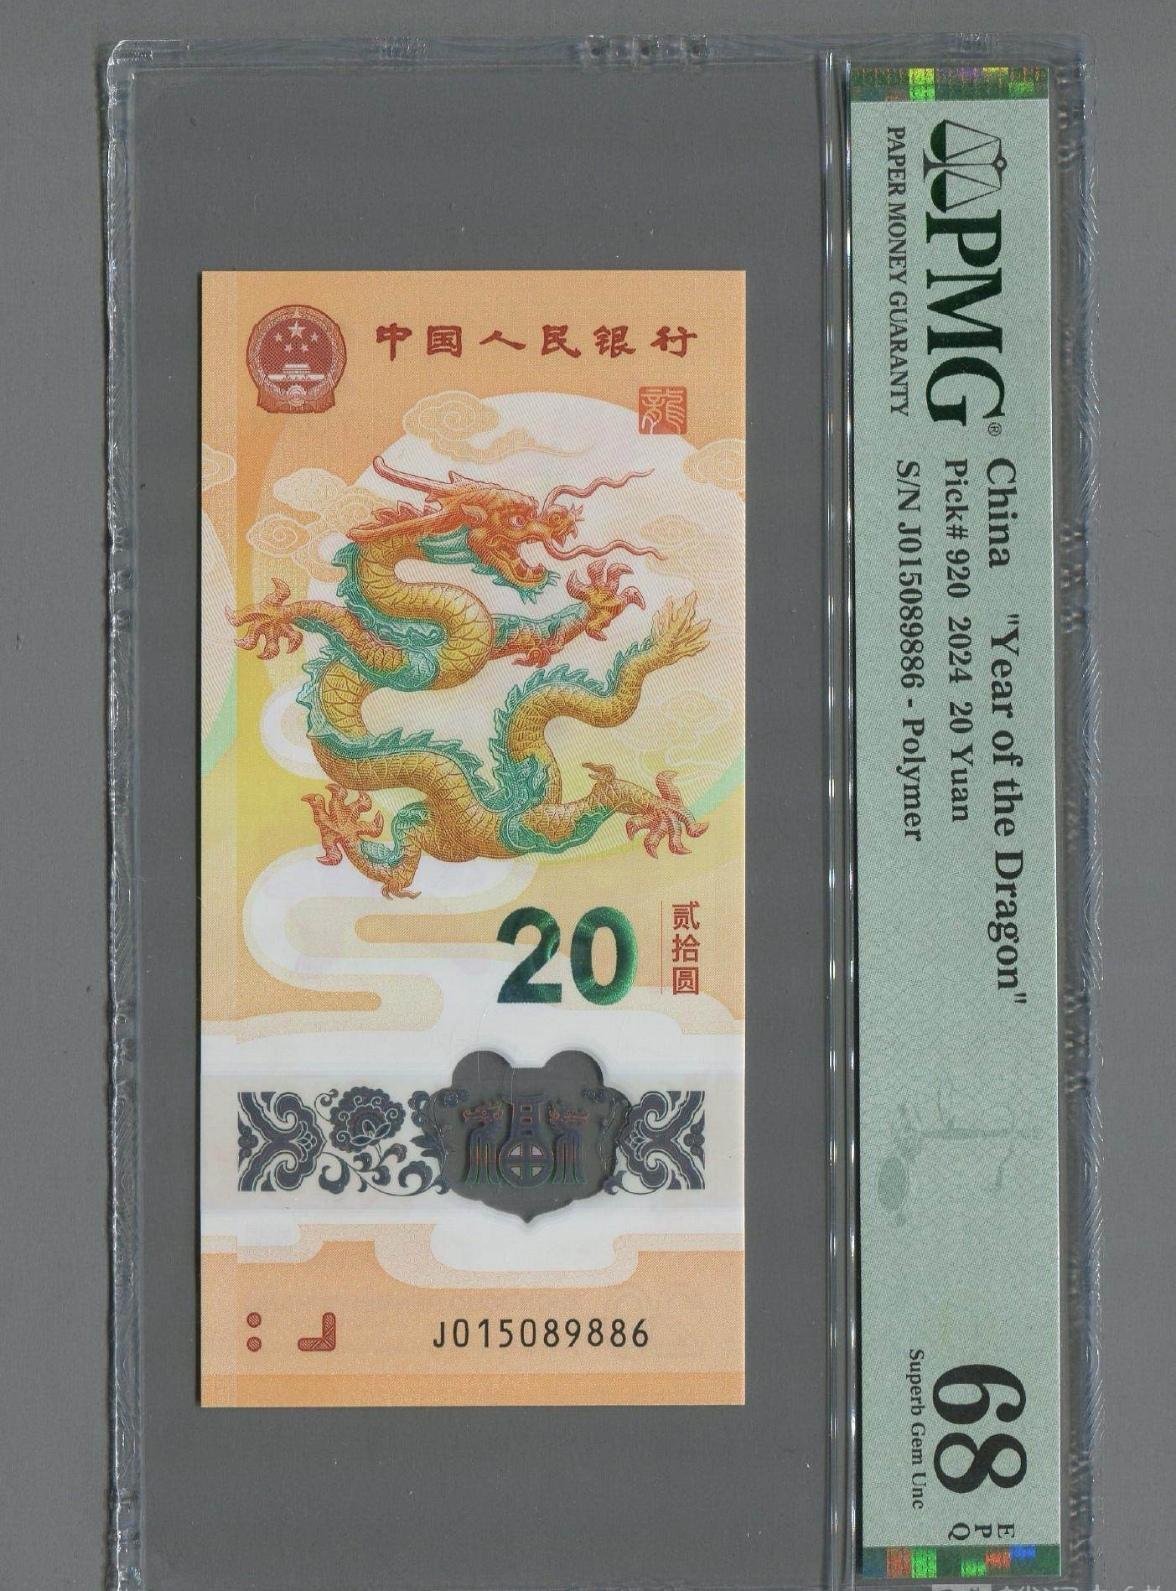 中国人民银行
龍
20
贰拾圆
J015089886
PMG®
PAPER MONEY GUARANTY
China "Year of the Dragon"
Pick# 920 2024 20 Yuan
S/N J015089886 - Polymer
68 EPQ
Superb Gem Unc